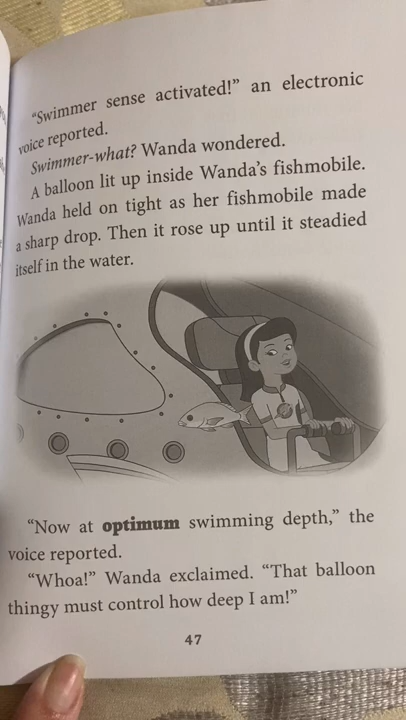 “Swimmer sense activated!” an electronic
voice reported.
Swimmer-what? Wanda wondered.
A balloon lit up inside Wanda’s fishmobile.
Wanda held on tight as her fishmobile made
a sharp drop. Then it rose up until it steadied
itself in the water.
“Now at optimum swimming depth,” the
voice reported.
“Whoa!” Wanda exclaimed. “That balloon
thingy must control how deep I am!”
47